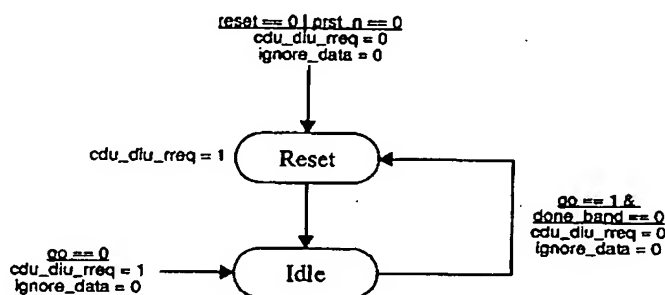 reset == 0 | prst_n == 0
cdu_diu_rreq = 0
ignore_data = 0
cdu_diu_rreq = 1
Reset
go == 1 &
done_band == 0
cdu_diu_rreq = 0
ignore_data = 0
go == 0
cdu_diu_rreq = 1
ignore_data = 0
Idle